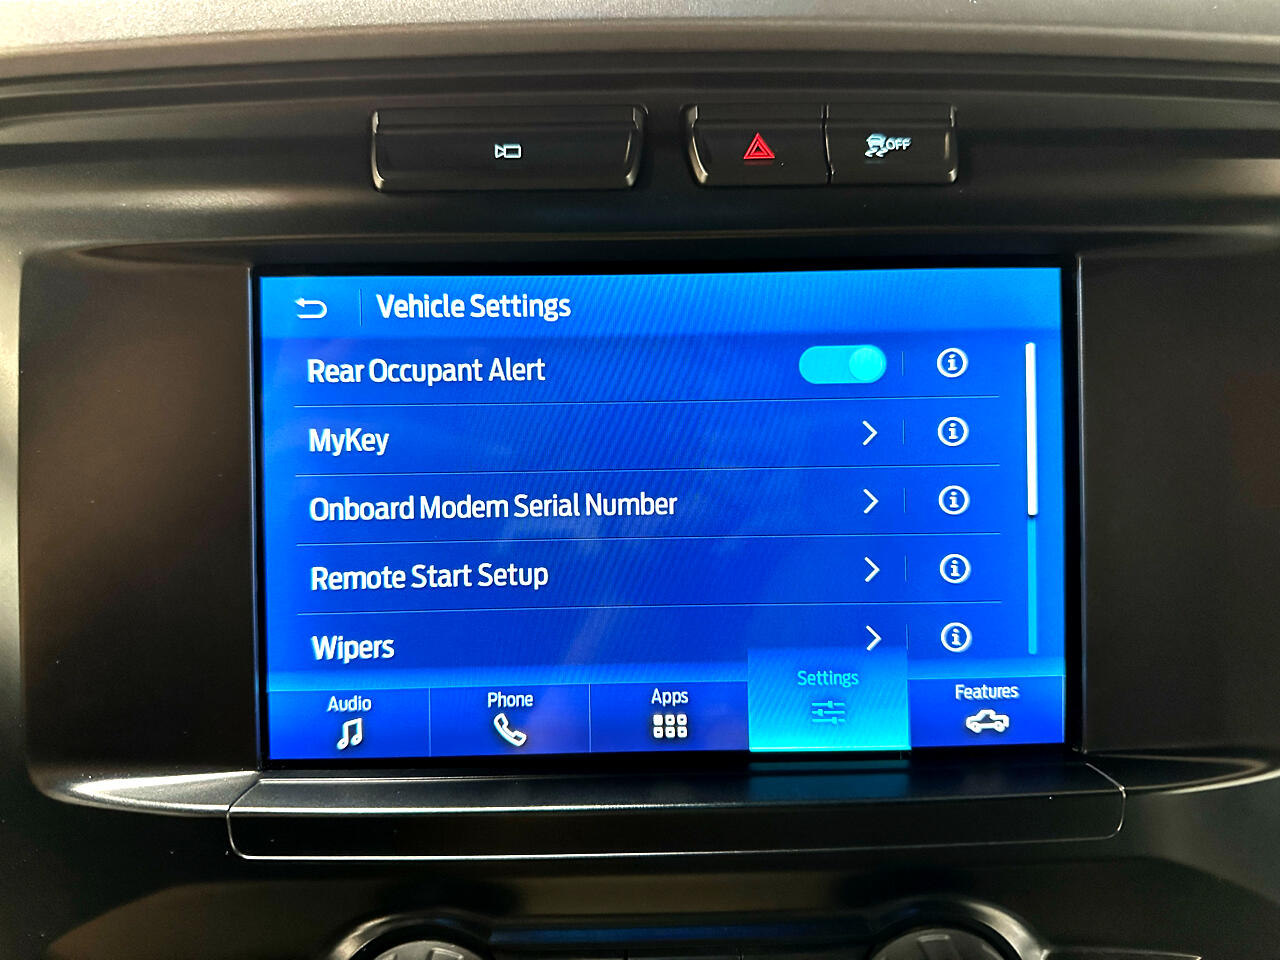 OFF
Vehicle Settings
Rear Occupant Alert
MyKey
Onboard Modem Serial Number
Remote Start Setup
Wipers
Audio
Phone
Apps
Settings
Features